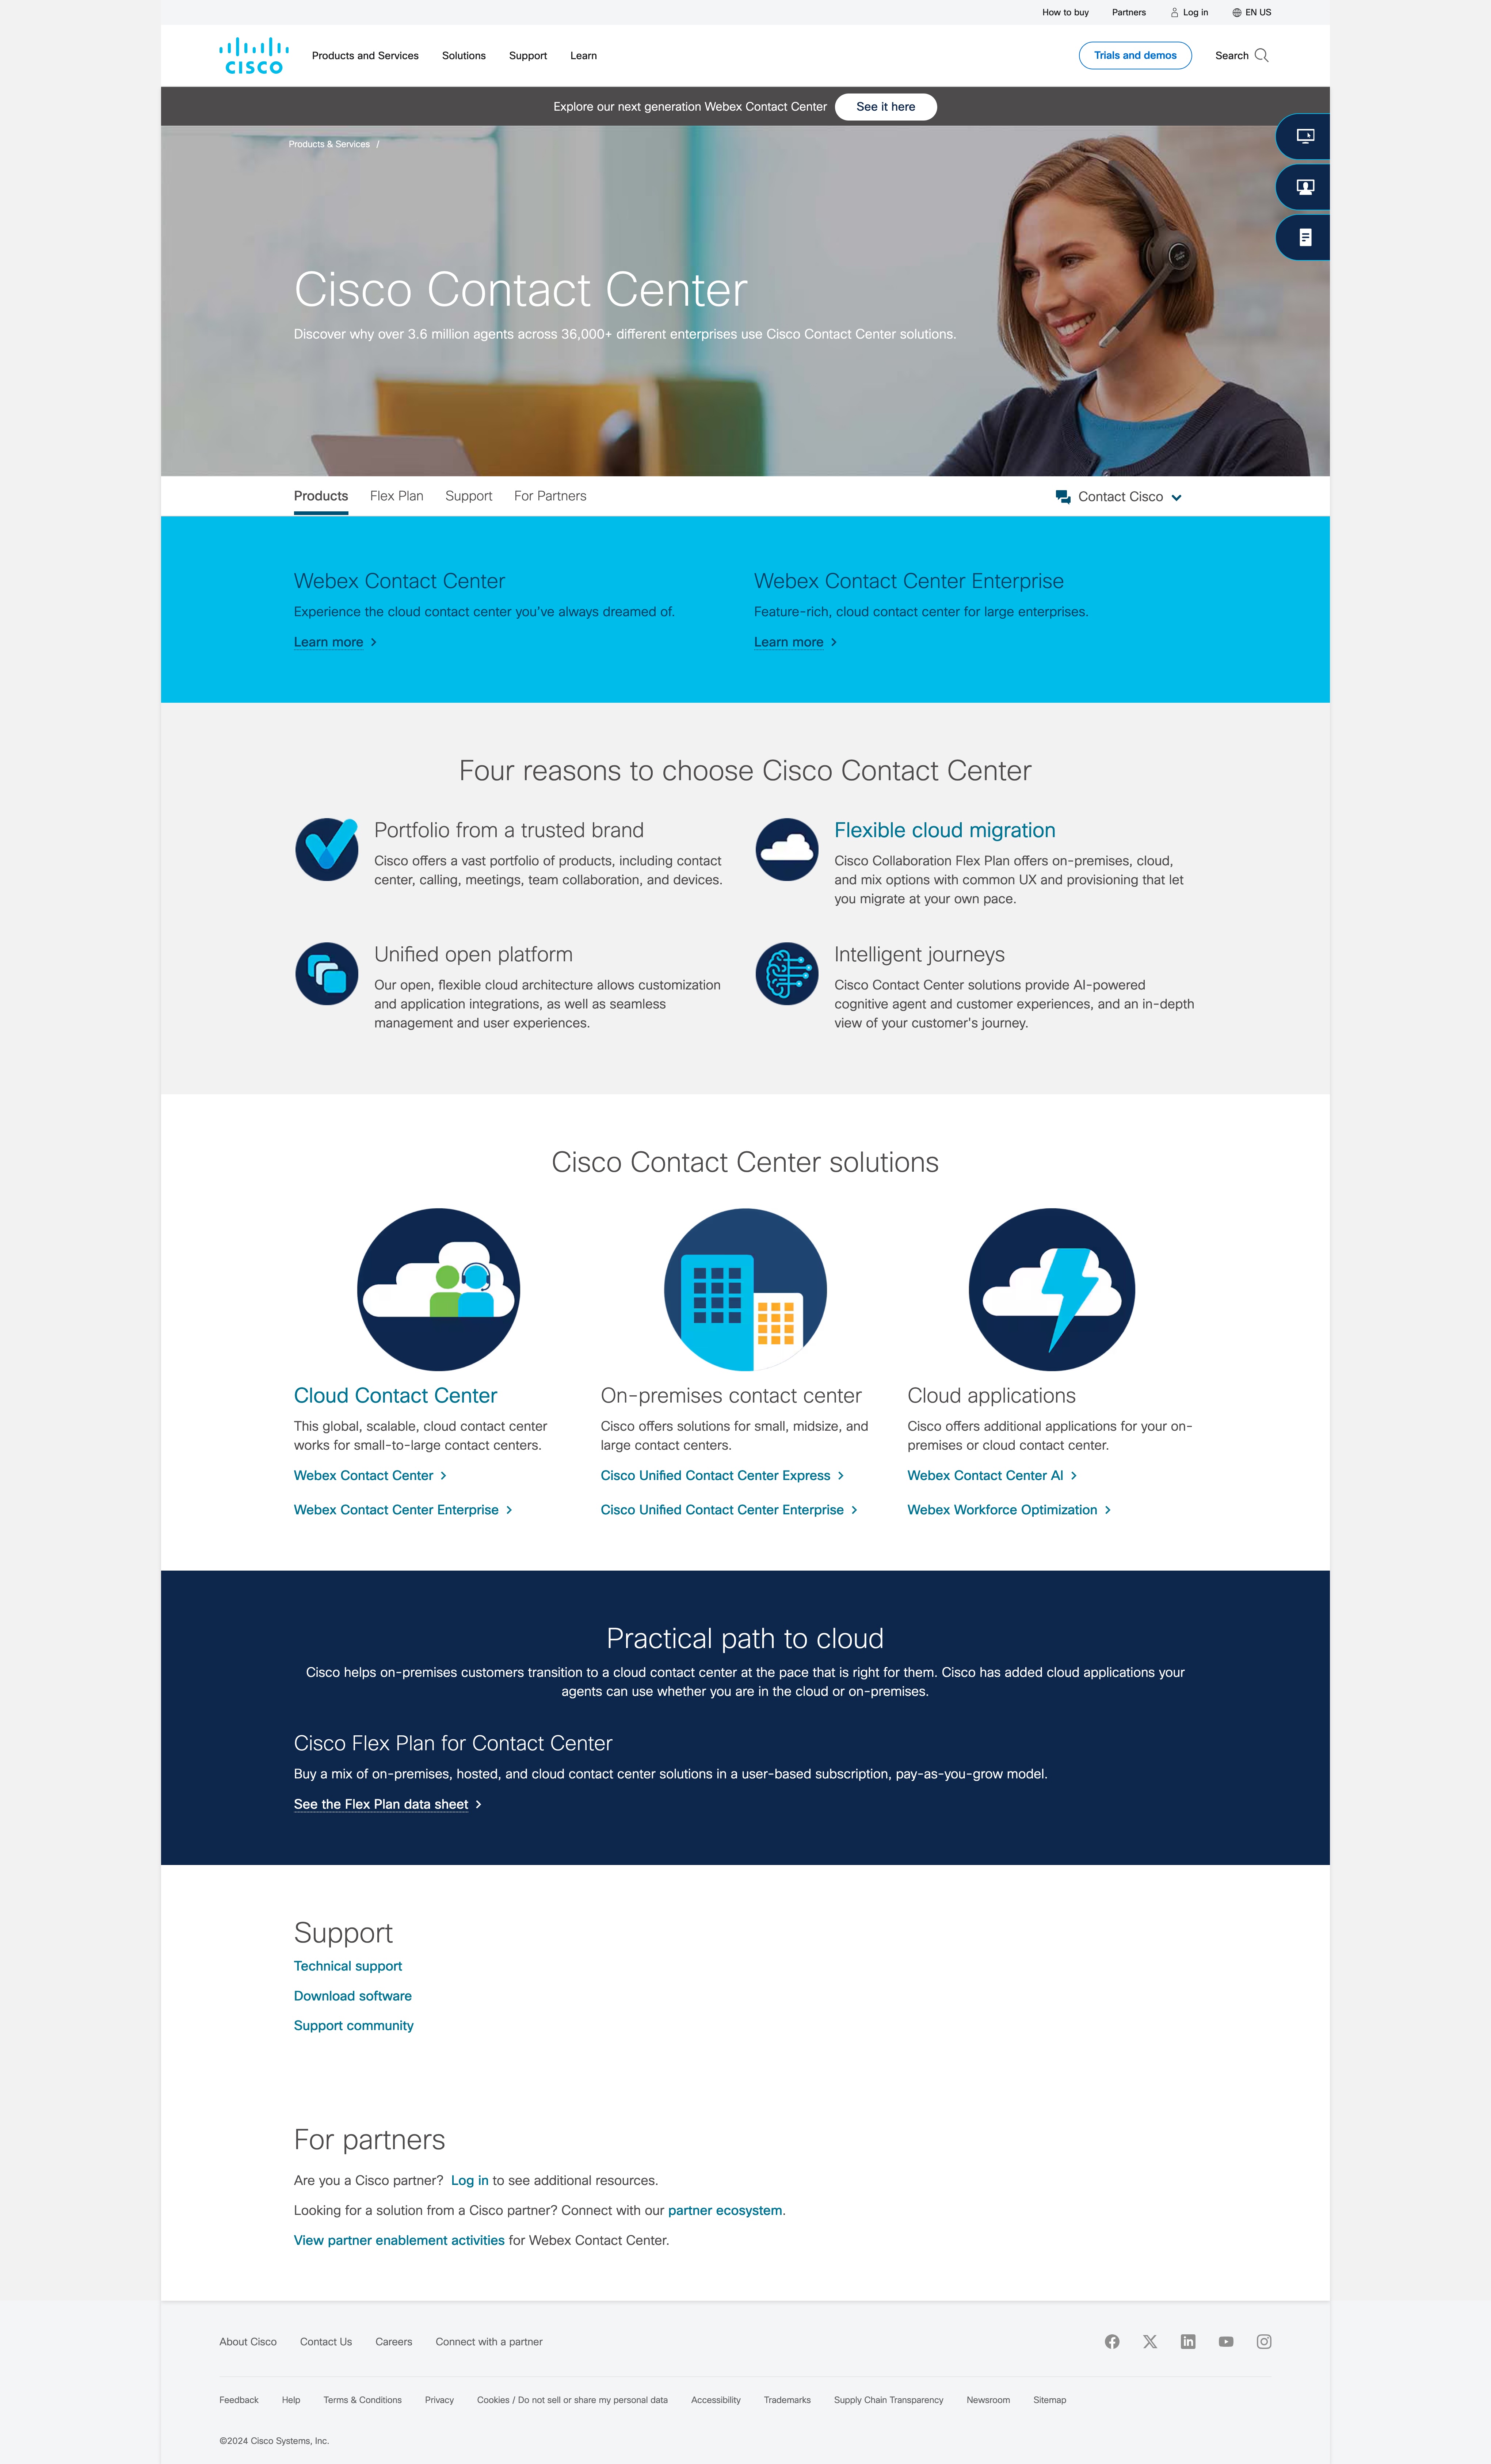 How to buy Partners Log in EN US
CISCO Products and Services Solutions Support Learn Trials and demos Search
Explore our next generation Webex Contact Center See it here
Products & Services /
Cisco Contact Center
Discover why over 3.6 million agents across 36,000+ different enterprises use Cisco Contact Center solutions.
Products Flex Plan Support For Partners Contact Cisco
Webex Contact Center
Experience the cloud contact center you've always dreamed of.
Learn more
Webex Contact Center Enterprise
Feature-rich, cloud contact center for large enterprises.
Learn more
Four reasons to choose Cisco Contact Center
Portfolio from a trusted brand
Cisco offers a vast portfolio of products, including contact
center, calling, meetings, team collaboration, and devices.
Flexible cloud migration
Cisco Collaboration Flex Plan offers on-premises, cloud,
and mix options with common UX and provisioning that let
you migrate at your own pace.
Unified open platform
Our open, flexible cloud architecture allows customization
and application integrations, as well as seamless
management and user experiences.
Intelligent journeys
Cisco Contact Center solutions provide AI-powered
cognitive agent and customer experiences, and an in-depth
view of your customer's journey.
Cisco Contact Center solutions
Cloud Contact Center
This global, scalable, cloud contact center
works for small-to-large contact centers.
Webex Contact Center
Webex Contact Center Enterprise
On-premises contact center
Cisco offers solutions for small, midsize, and
large contact centers.
Cisco Unified Contact Center Express
Cisco Unified Contact Center Enterprise
Cloud applications
Cisco offers additional applications for your on-
premises or cloud contact center.
Webex Contact Center AI
Webex Workforce Optimization
Practical path to cloud
Cisco helps on-premises customers transition to a cloud contact center at the pace that is right for them. Cisco has added cloud applications your
agents can use whether you are in the cloud or on-premises.
Cisco Flex Plan for Contact Center
Buy a mix of on-premises, hosted, and cloud contact center solutions in a user-based subscription, pay-as-you-grow model.
See the Flex Plan data sheet
Support
Technical support
Download software
Support community
For partners
Are you a Cisco partner? Log in to see additional resources.
Looking for a solution from a Cisco partner? Connect with our partner ecosystem.
View partner enablement activities for Webex Contact Center.
About Cisco Contact Us Careers Connect with a partner
Feedback Help Terms & Conditions Privacy Cookies / Do not sell or share my personal data Accessibility Trademarks Supply Chain Transparency Newsroom Sitemap
©2024 Cisco Systems, Inc.